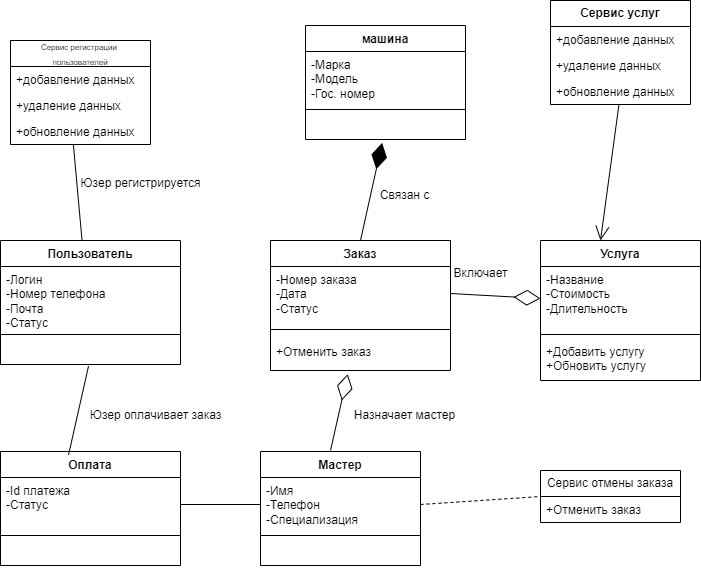 Сервис регистрации
пользователей
+добавление данных
+удаление данных
+обновление данных
машина
-Марка
-Модель
-Гос. номер
Сервис услуг
+добавление данных
+удаление данных
+обновление данных
Юзер регистрируется
Связан с
Пользователь
-Логин
-Номер телефона
-Почта
-Статус
Заказ
-Номер заказа
-Дата
-Статус
+Отменить заказ
Включает
Услуга
-Название
-Стоимость
-Длительность
+Добавить услугу
+Обновить услугу
Юзер оплачивает заказ
Назначает мастер
Оплата
-Id платежа
-Статус
Мастер
-Имя
-Телефон
-Специализация
Сервис отмены заказа
+Отменить заказ